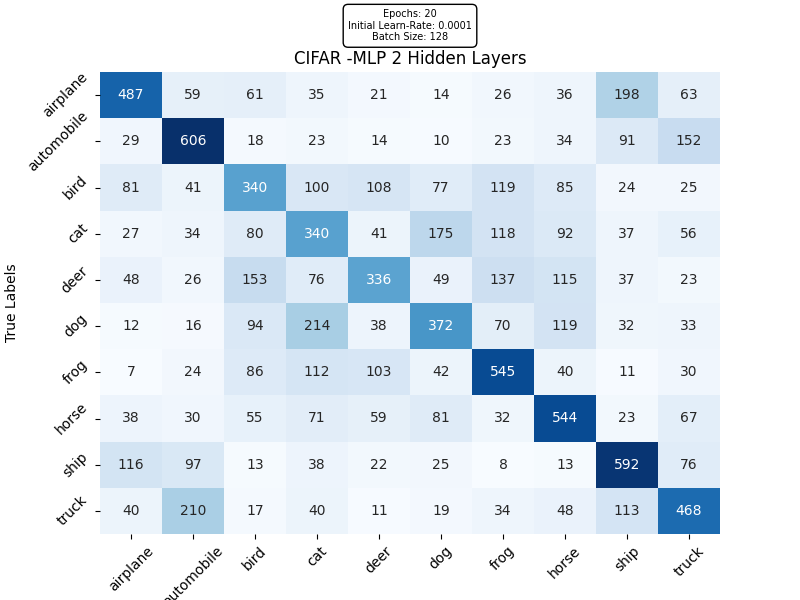 Epochs: 20
Initial Learn-Rate: 0.0001
Batch Size: 128
CIFAR -MLP 2 Hidden Layers
True Labels
airplane 487 59 61 35 21 14 26 36 198 63
automobile 29 606 18 23 14 10 23 34 91 152
bird 81 41 340 100 108 77 119 85 24 25
cat 27 34 80 340 41 175 118 92 37 56
deer 48 26 153 76 336 49 137 115 37 23
dog 12 16 94 214 38 372 70 119 32 33
frog 7 24 86 112 103 42 545 40 11 30
horse 38 30 55 71 59 81 32 544 23 67
ship 116 97 13 38 22 25 8 13 592 76
truck 40 210 17 40 11 19 34 48 113 468
airplane automobile bird cat deer dog frog horse ship truck